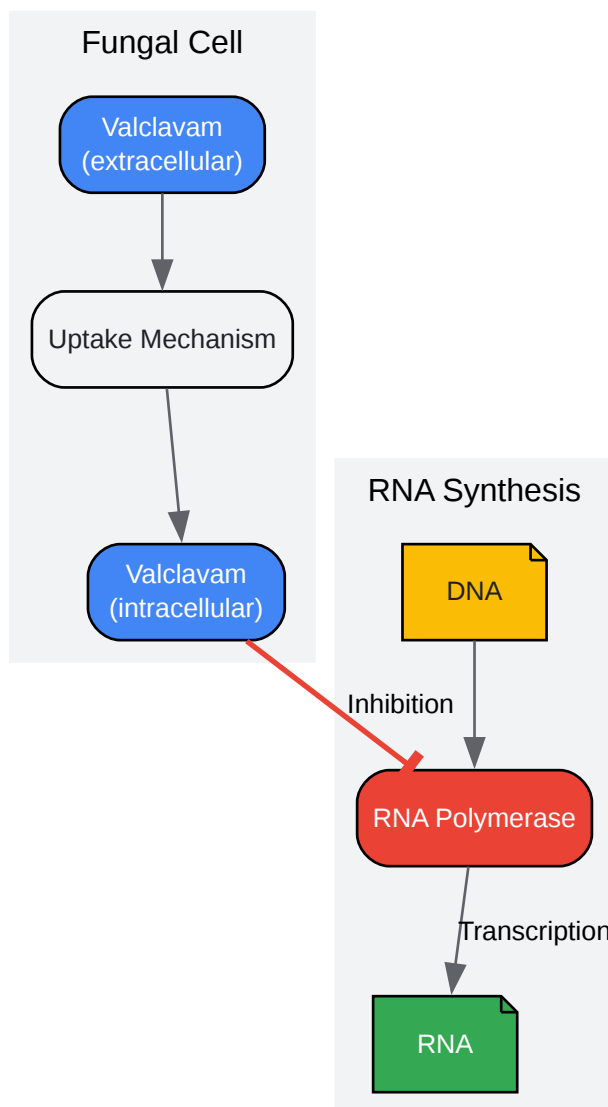 Fungal Cell
Valclavam
(extracellular)
Uptake Mechanism
Valclavam
(intracellular)
RNA Synthesis
DNA
Inhibition
RNA Polymerase
Transcription
RNA